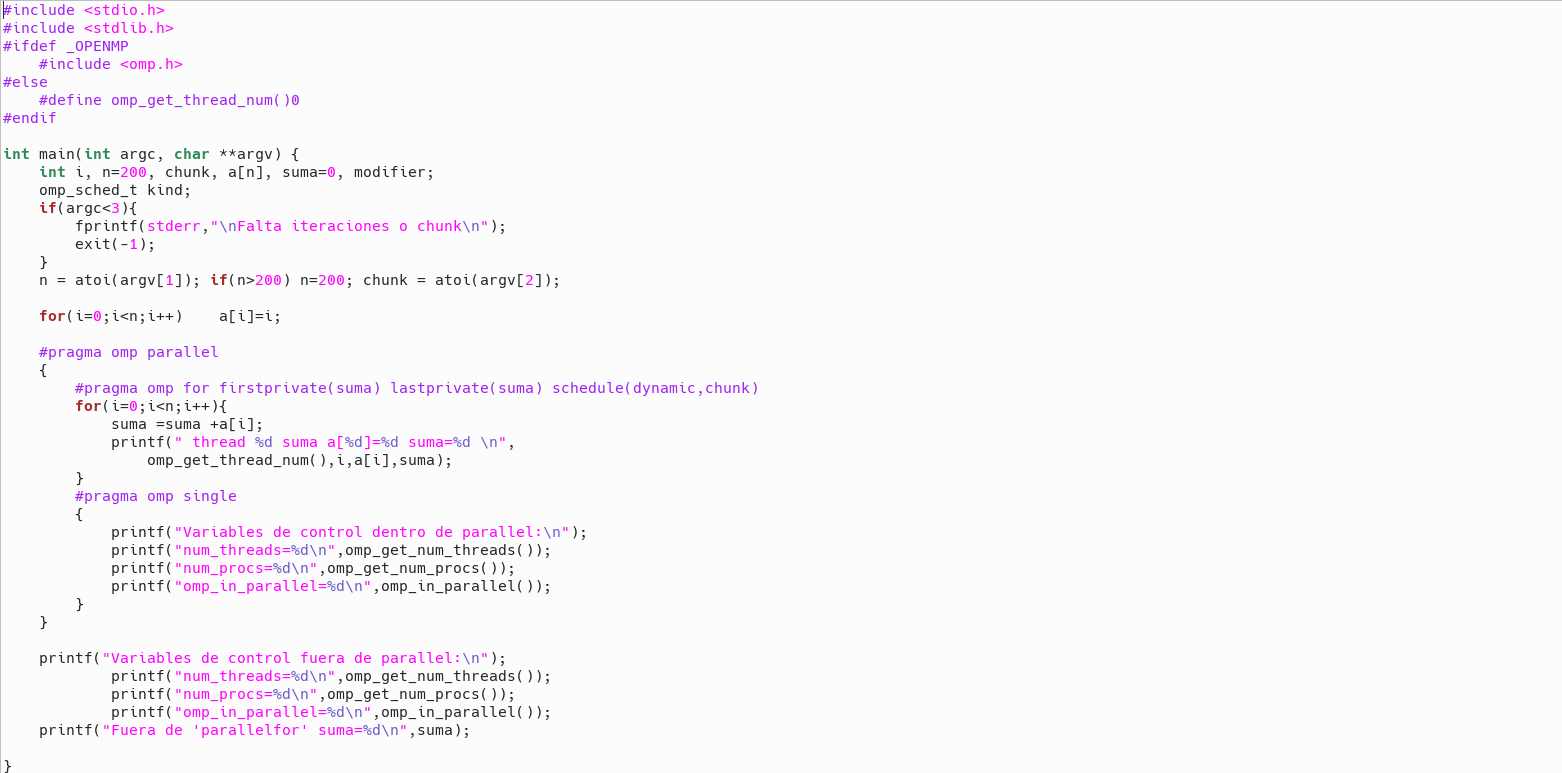 #include <stdio.h>
#include <stdlib.h>
#ifdef _OPENMP
    #include <omp.h>
#else
    #define omp_get_thread_num()0
#endif

int main(int argc, char **argv) {
    int i, n=200, chunk, a[n], suma=0, modifier;
    omp_sched_t kind;
    if(argc<3){
        fprintf(stderr,"\nFalta iteraciones o chunk\n");
        exit(-1);
    }
    n = atoi(argv[1]); if(n>200) n=200; chunk = atoi(argv[2]);

    for(i=0;i<n;i++)    a[i]=i;

    #pragma omp parallel
    {
        #pragma omp for firstprivate(suma) lastprivate(suma) schedule(dynamic,chunk)
        for(i=0;i<n;i++){
            suma =suma +a[i];
            printf(" thread %d suma a[%d]=%d suma=%d \n",
                omp_get_thread_num(),i,a[i],suma);
        }
        #pragma omp single
        {
            printf("Variables de control dentro de parallel:\n");
            printf("num_threads=%d\n",omp_get_num_threads());
            printf("num_procs=%d\n",omp_get_num_procs());
            printf("omp_in_parallel=%d\n",omp_in_parallel());
        }
    }

    printf("Variables de control fuera de parallel:\n");
            printf("num_threads=%d\n",omp_get_num_threads());
            printf("num_procs=%d\n",omp_get_num_procs());
            printf("omp_in_parallel=%d\n",omp_in_parallel());
    printf("Fuera de 'parallelfor' suma=%d\n",suma);

}